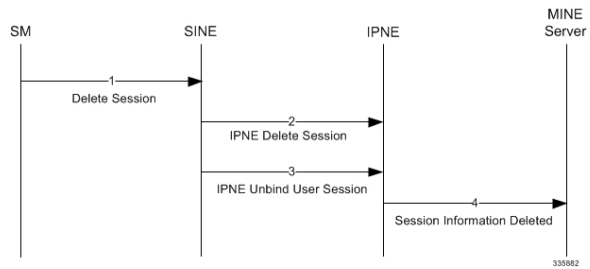 SM
SINE
IPNE
MINE
Server
1
Delete Session
2
IPNE Delete Session
3
IPNE Unbind User Session
4
Session Information Deleted
335882